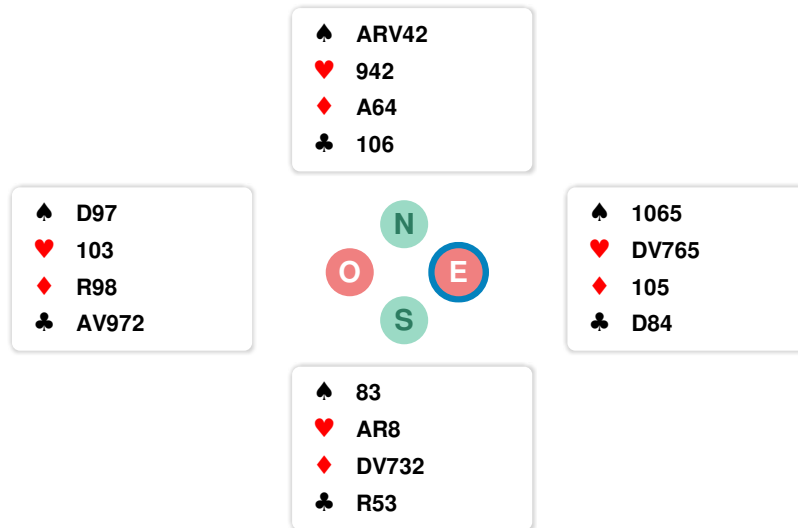 ♠ ARV42
♥ 942
♦ A64
♣ 106
♠ D97
♥ 103
♦ R98
♣ AV972
N
O
E
S
♠ 1065
♥ DV765
♦ 105
♣ D84
♠ 83
♥ AR8
♦ DV732
♣ R53